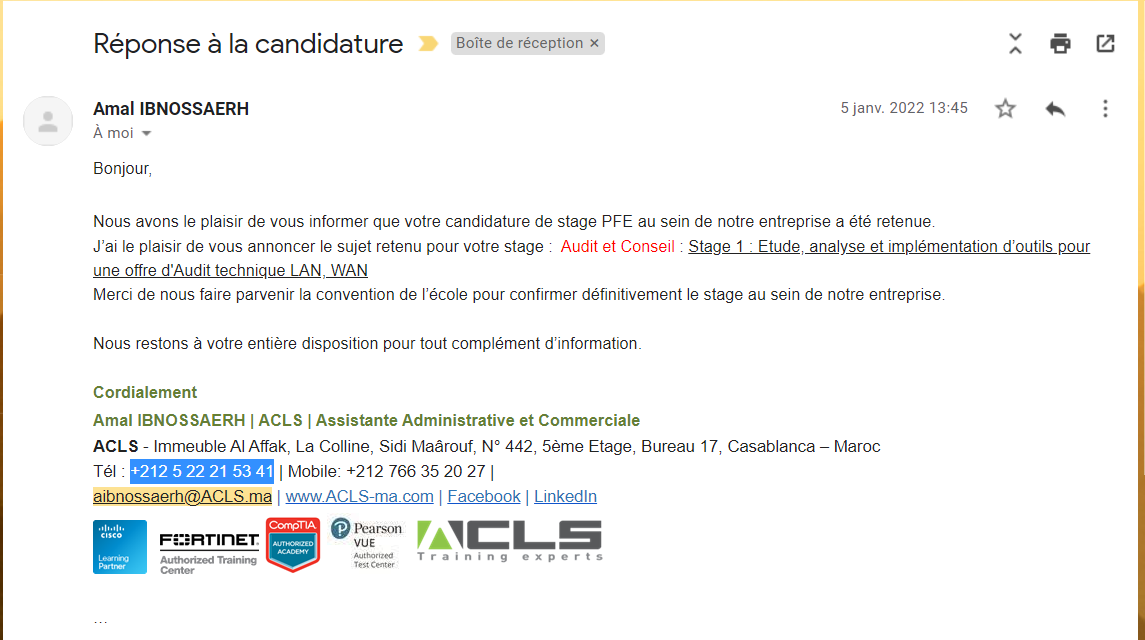 Réponse à la candidature
Boîte de réception ×
Amal IBNOSSAERH
5 janv. 2022 13:45
À moi
Bonjour,
Nous avons le plaisir de vous informer que votre candidature de stage PFE au sein de notre entreprise a été retenue.
J’ai le plaisir de vous annoncer le sujet retenu pour votre stage :  Audit et Conseil : Stage 1 : Etude, analyse et implémentation d’outils pour
une offre d'Audit technique LAN, WAN
Merci de nous faire parvenir la convention de l’école pour confirmer définitivement le stage au sein de notre entreprise.
Nous restons à votre entière disposition pour tout complément d’information.
Cordialement
Amal IBNOSSAERH | ACLS | Assistante Administrative et Commerciale
ACLS - Immeuble Al Affak, La Colline, Sidi Maârouf, N° 442, 5ème Etage, Bureau 17, Casablanca – Maroc
Tél : +212 5 22 21 53 41 | Mobile: +212 766 35 20 27 |
aibnossaerh@ACLS.ma | www.ACLS-ma.com | Facebook | LinkedIn
CISCO
Learning
Partner
FORTINET
Authorized Training
Center
CompTIA
AUTHORIZED
ACADEMY
Pearson
VUE
Authorized
Test Center
ACLS
Training experts
...